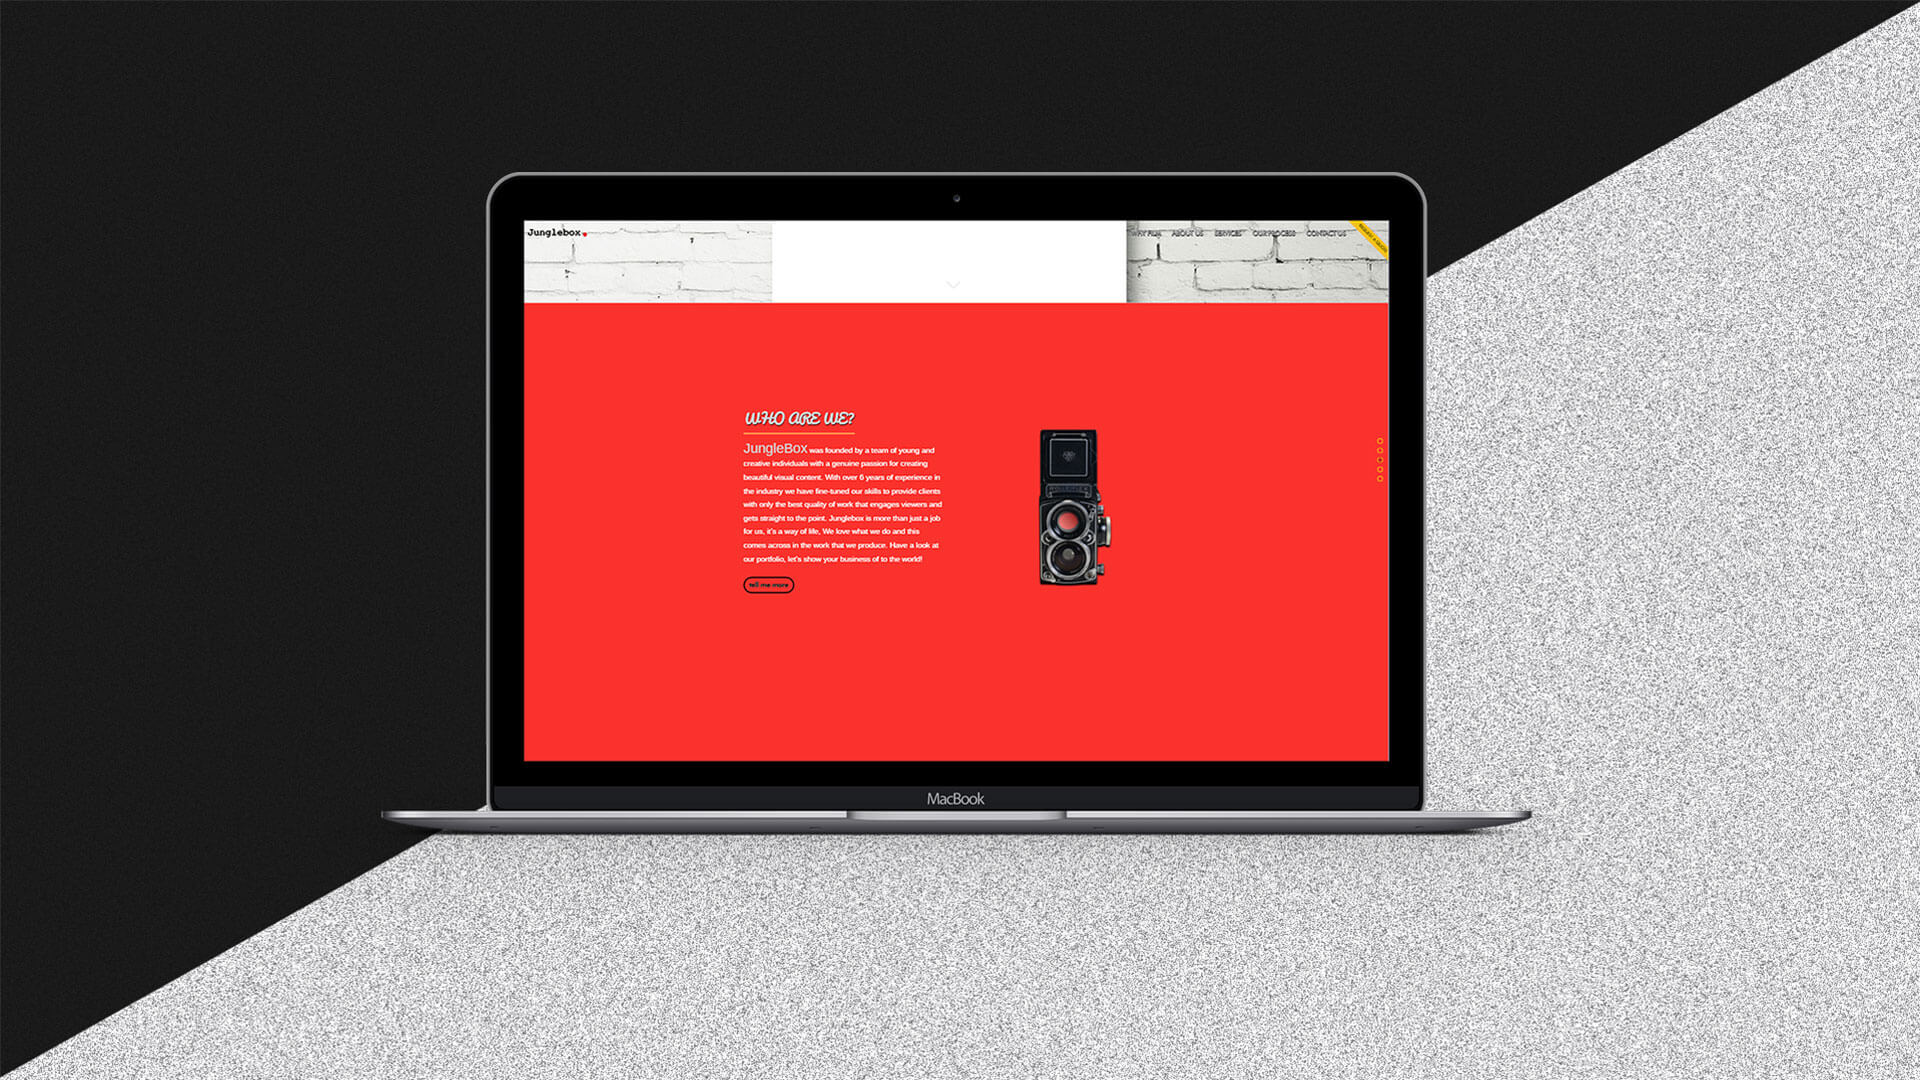 Junglebox.
WHY FILM ABOUT US SERVICES OUR PROCESS CONTACT US
REQUEST A QUOTE
WHO ARE WE?
JungleBox was founded by a team of young and
creative individuals with a genuine passion for creating
beautiful visual content. With over 6 years of experience in
the industry we have fine-tuned our skills to provide clients
with only the best quality of work that engages viewers and
gets straight to the point. Junglebox is more than just a job
for us, it's a way of life, We love what we do and this
comes across in the work that we produce. Have a look at
our portfolio, let's show your business of to the world!
tell me more
ROLLEIFLEX
MacBook